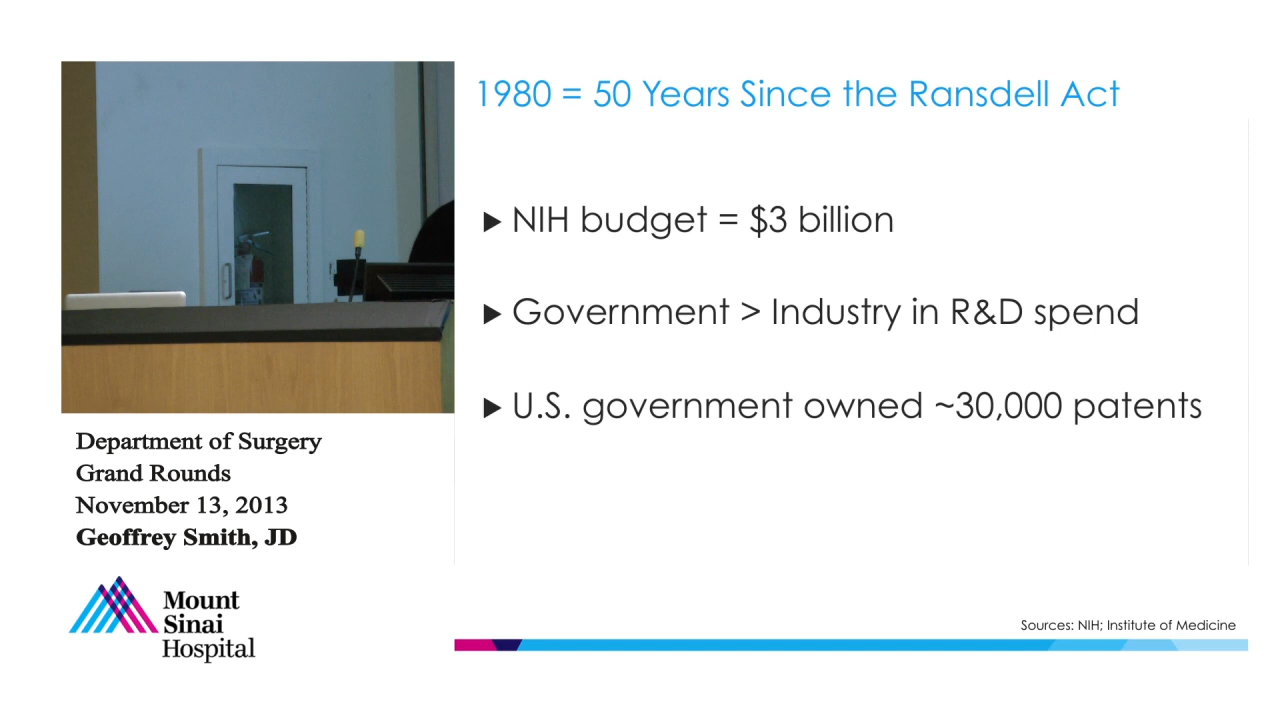 1980 = 50 Years Since the Ransdell Act
▶ NIH budget = $3 billion
▶ Government > Industry in R&D spend
▶ U.S. government owned ~30,000 patents
Department of Surgery
Grand Rounds
November 13, 2013
Geoffrey Smith, JD
Mount
Sinai
Hospital
Sources: NIH; Institute of Medicine